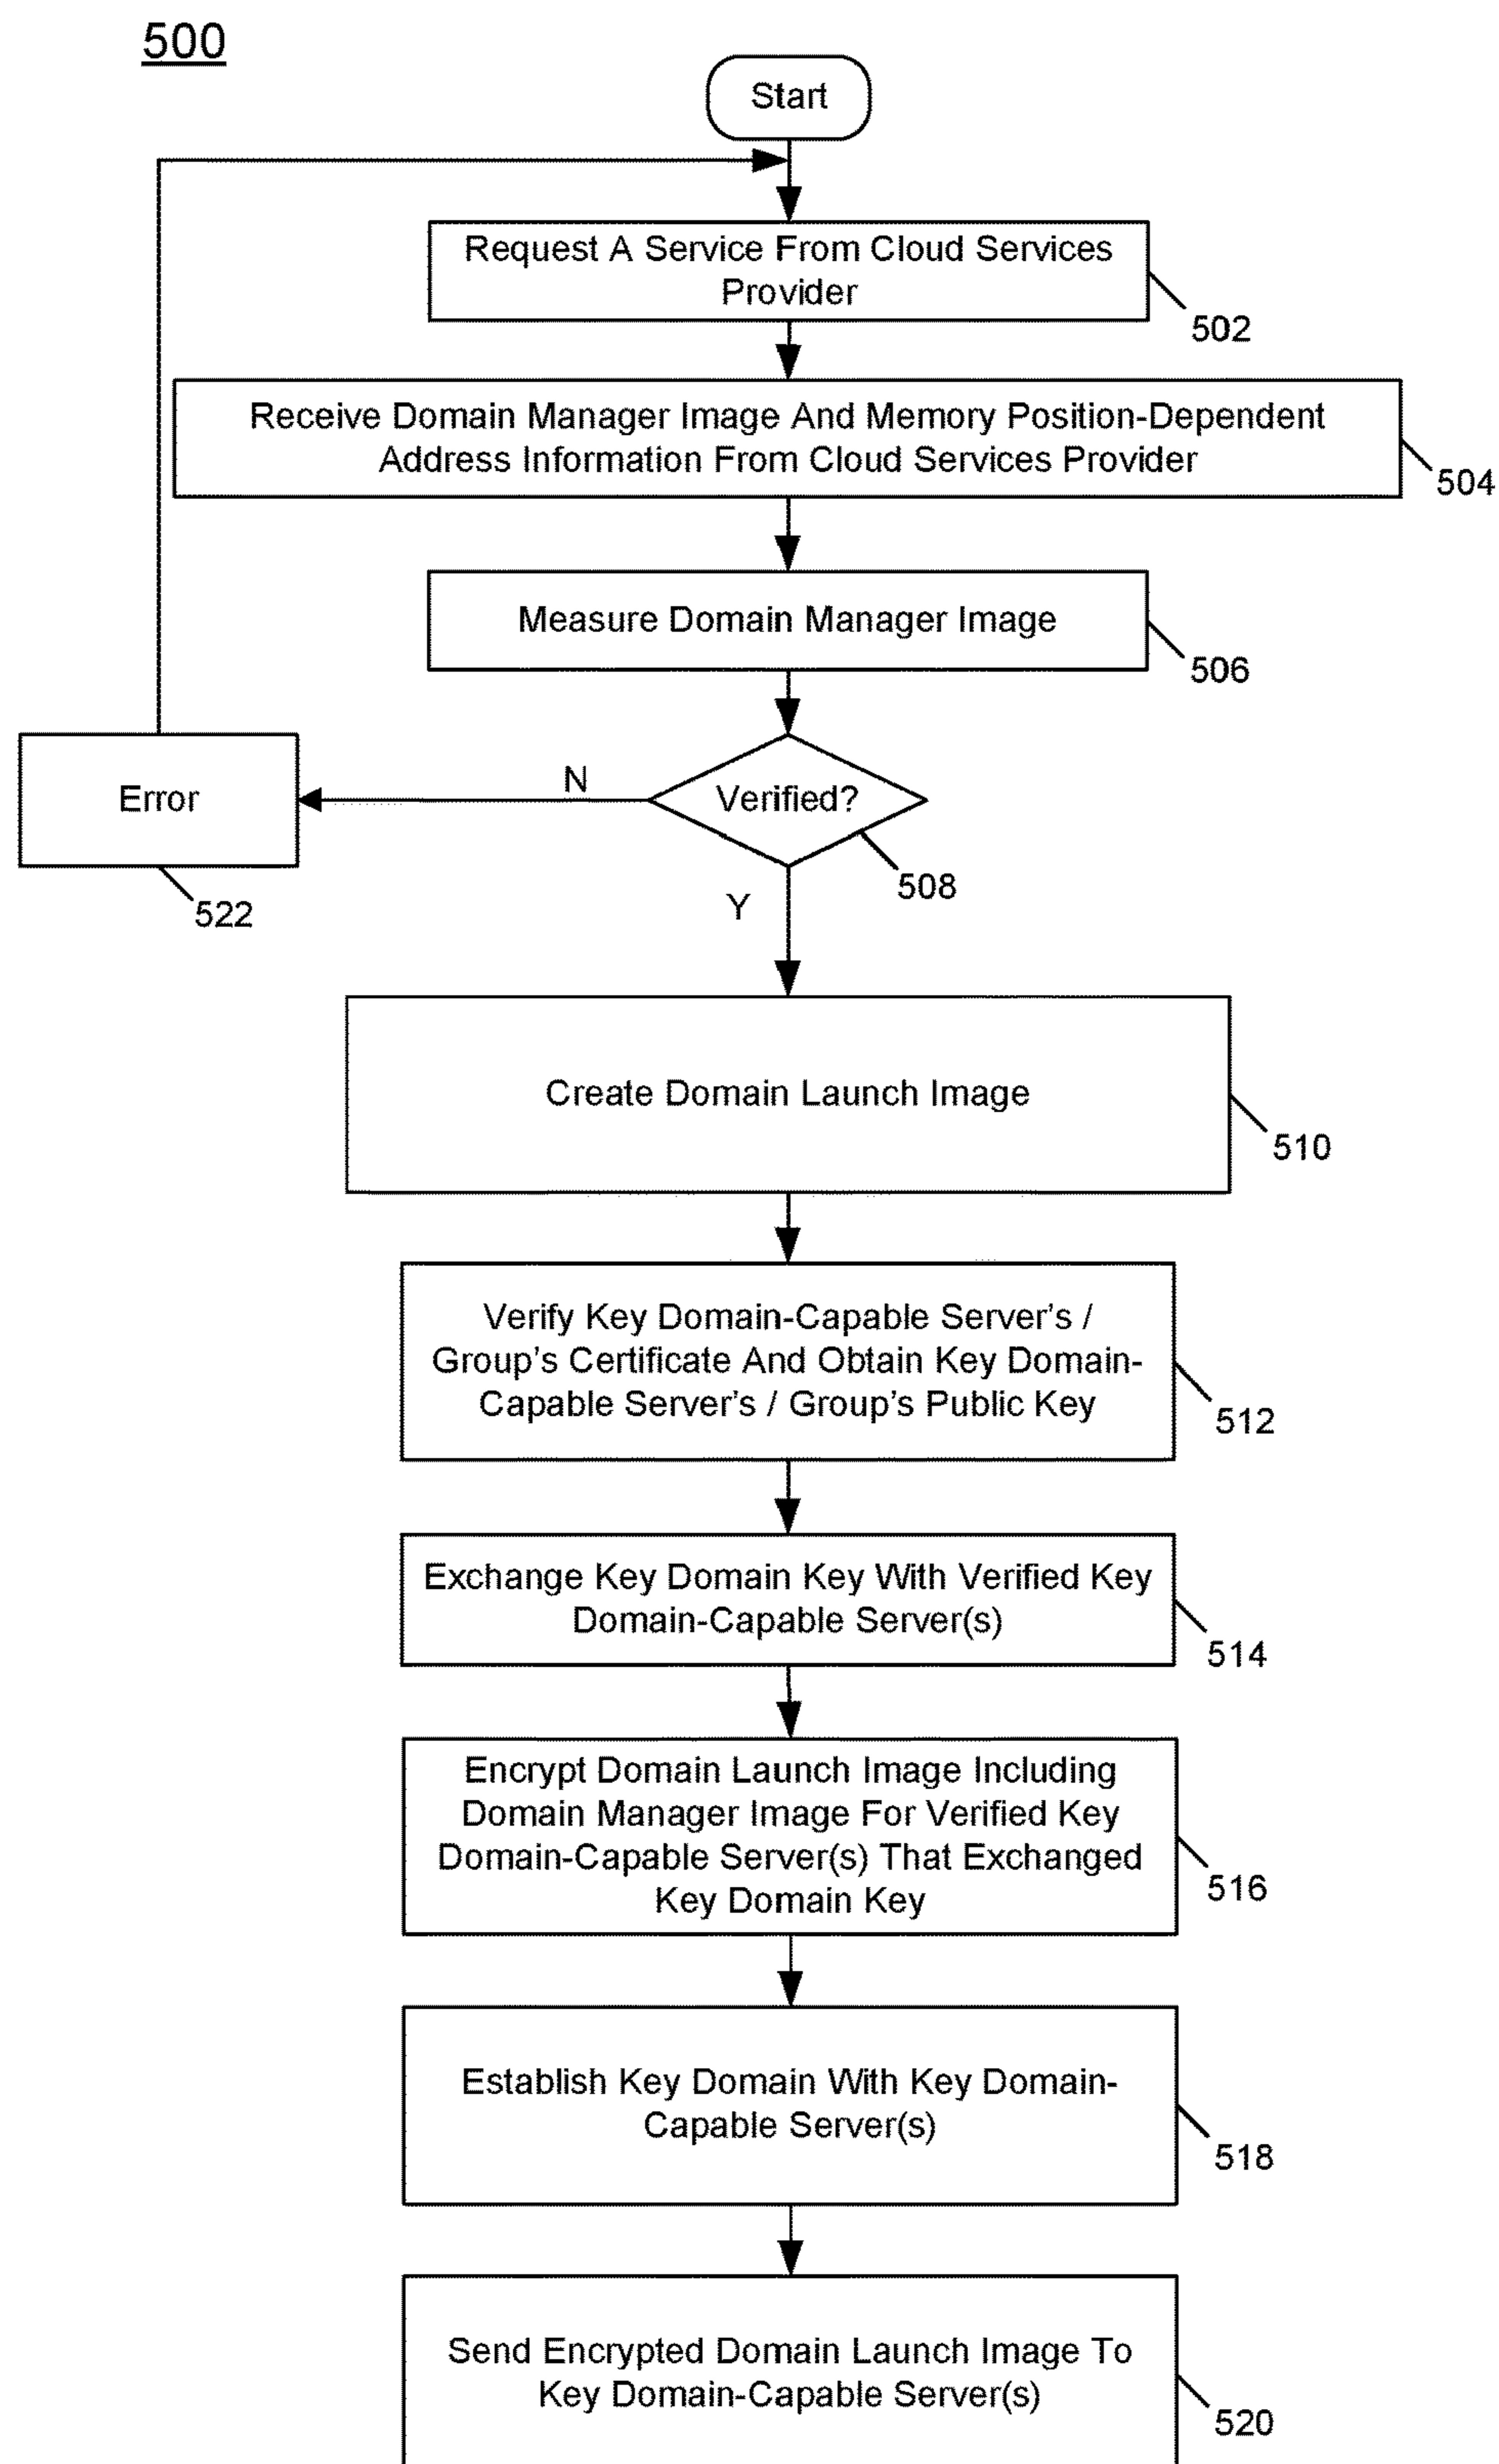 500
Start
Request A Service From Cloud Services
Provider
502
Receive Domain Manager Image And Memory Position-Dependent
Address Information From Cloud Services Provider
504
Measure Domain Manager Image
506
Verified?
508
N
Error
522
Y
Create Domain Launch Image
510
Verify Key Domain-Capable Server's /
Group's Certificate And Obtain Key Domain-
Capable Server's / Group's Public Key
512
Exchange Key Domain Key With Verified Key
Domain-Capable Server(s)
514
Encrypt Domain Launch Image Including
Domain Manager Image For Verified Key
Domain-Capable Server(s) That Exchanged
Key Domain Key
516
Establish Key Domain With Key Domain-
Capable Server(s)
518
Send Encrypted Domain Launch Image To
Key Domain-Capable Server(s)
520